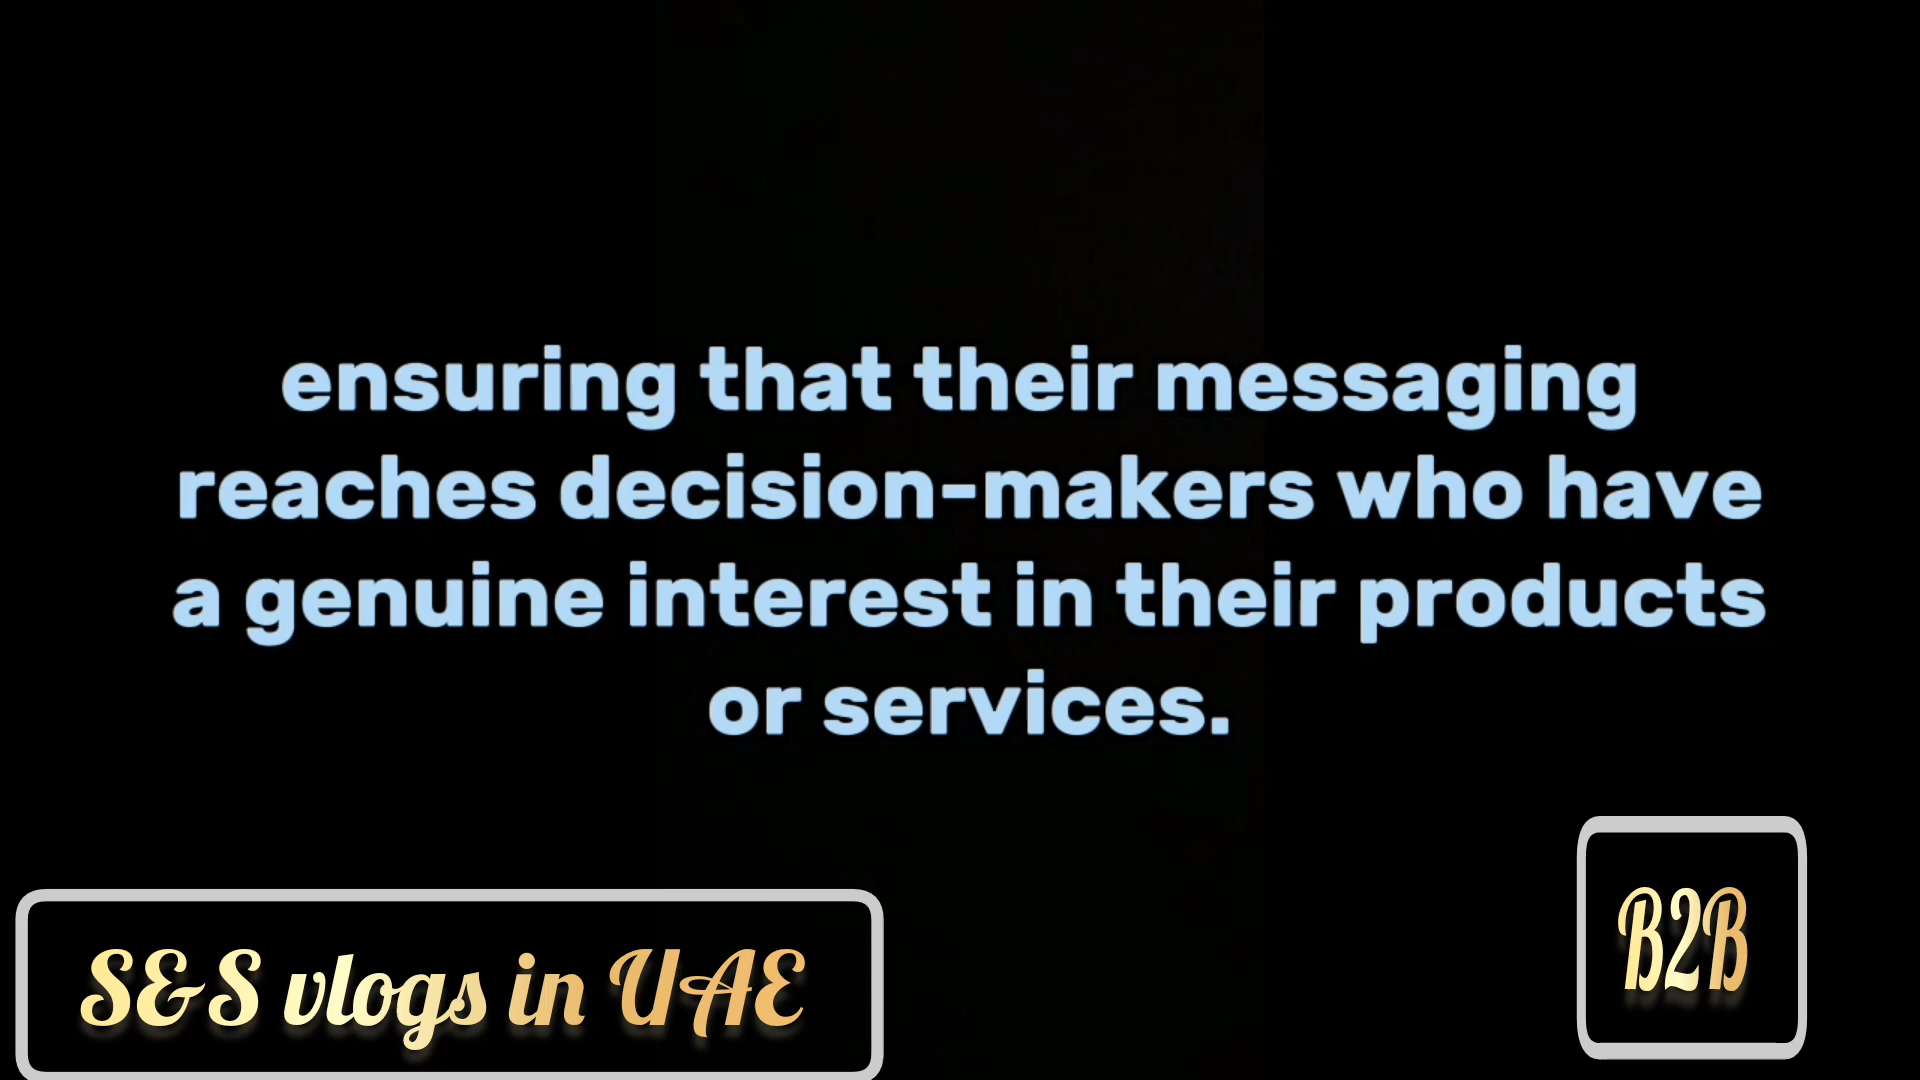 ensuring that their messaging
reaches decision-makers who have
a genuine interest in their products
or services.
S&S vlogs in UAE
B2B